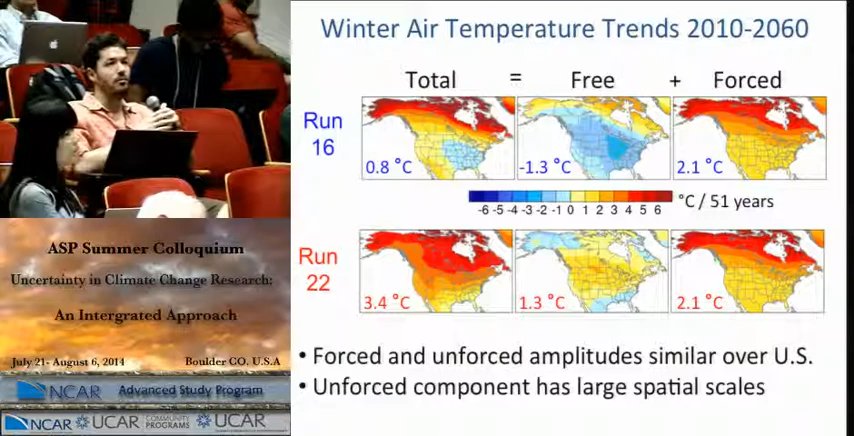 Winter Air Temperature Trends 2010-2060
Total = Free + Forced
Run
16
0.8 °C
-1.3 °C
2.1 °C
-6 -5 -4 -3 -2 -1 0 1 2 3 4 5 6
°C / 51 years
Run
22
3.4 °C
1.3 °C
2.1 °C
• Forced and unforced amplitudes similar over U.S.
• Unforced component has large spatial scales
ASP Summer Colloquium
Uncertainty in Climate Change Research:
An Intergrated Approach
July 21- August 6, 2014
Boulder CO. U.S.A
NCAR Advanced Study Program
NCAR UCAR COMMUNITY PROGRAMS UCAR